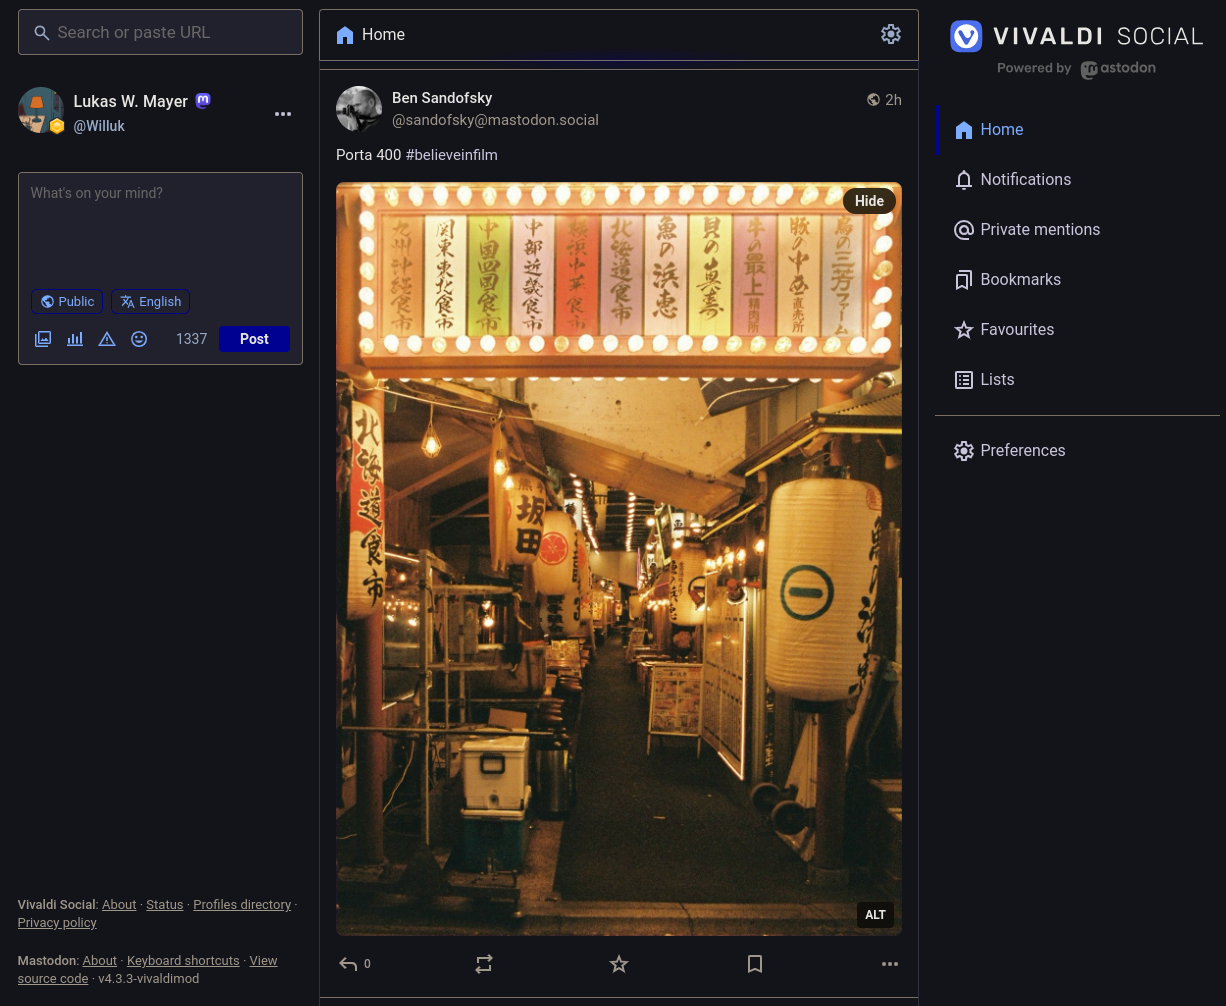 Search or paste URL
Lukas W. Mayer
@Willuk
What's on your mind?
Public
English
1337
Post
Vivaldi Social: About · Status · Profiles directory ·
Privacy policy
Mastodon: About · Keyboard shortcuts · View
source code · v4.3.3-vivaldimod
Home
Ben Sandofsky
2h
@sandofsky@mastodon.social
Porta 400 #believeinfilm
Hide
九州沖縄食市
関東東北食市
中国四国食市
中部近畿食市
横浜中華食市
北海道食市
魚の浜恵
貝の真寿
牛の最上 精肉所
豚の中西 直売所
鳥の三芳ファーム
北海道食市
坂田
ALT
0
VIVALDI SOCIAL
Powered by mastodon
Home
Notifications
Private mentions
Bookmarks
Favourites
Lists
Preferences